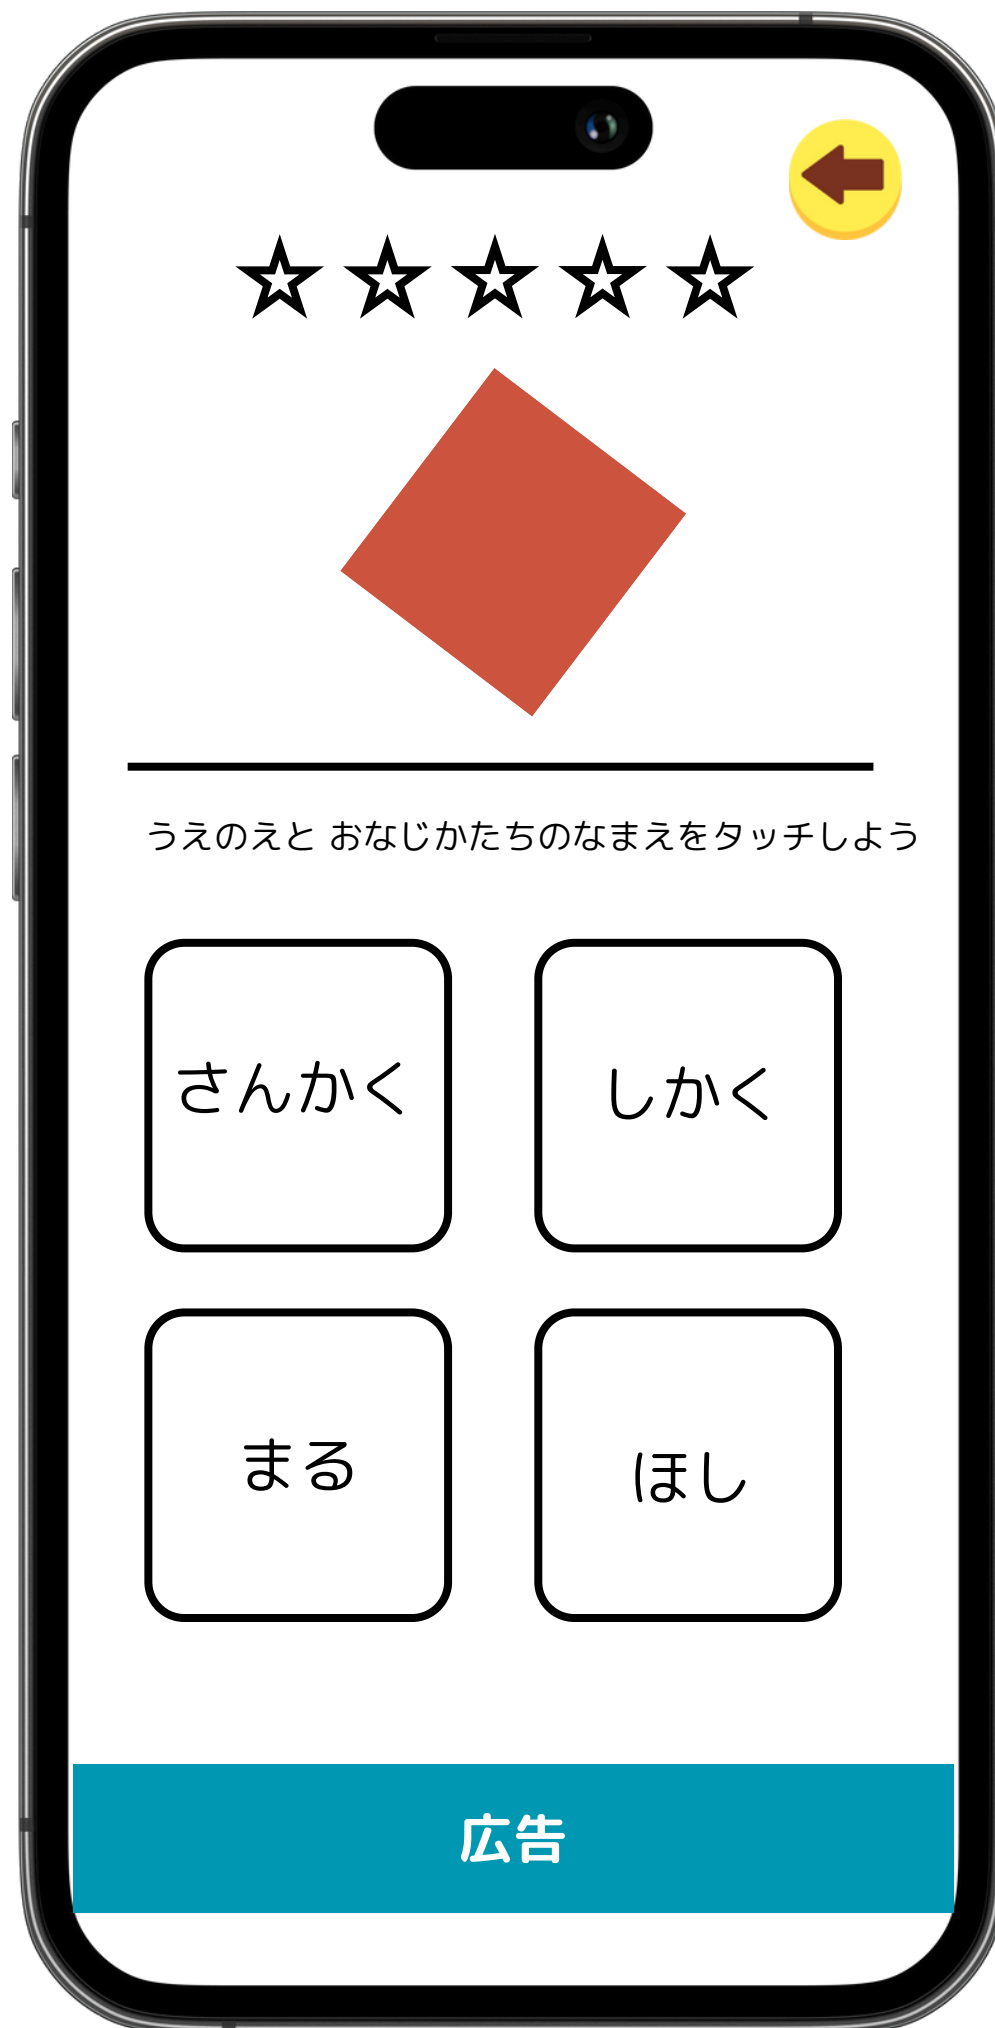 うえのえと おなじかたちのなまえをタッチしよう
さんかく
しかく
まる
ほし
広告